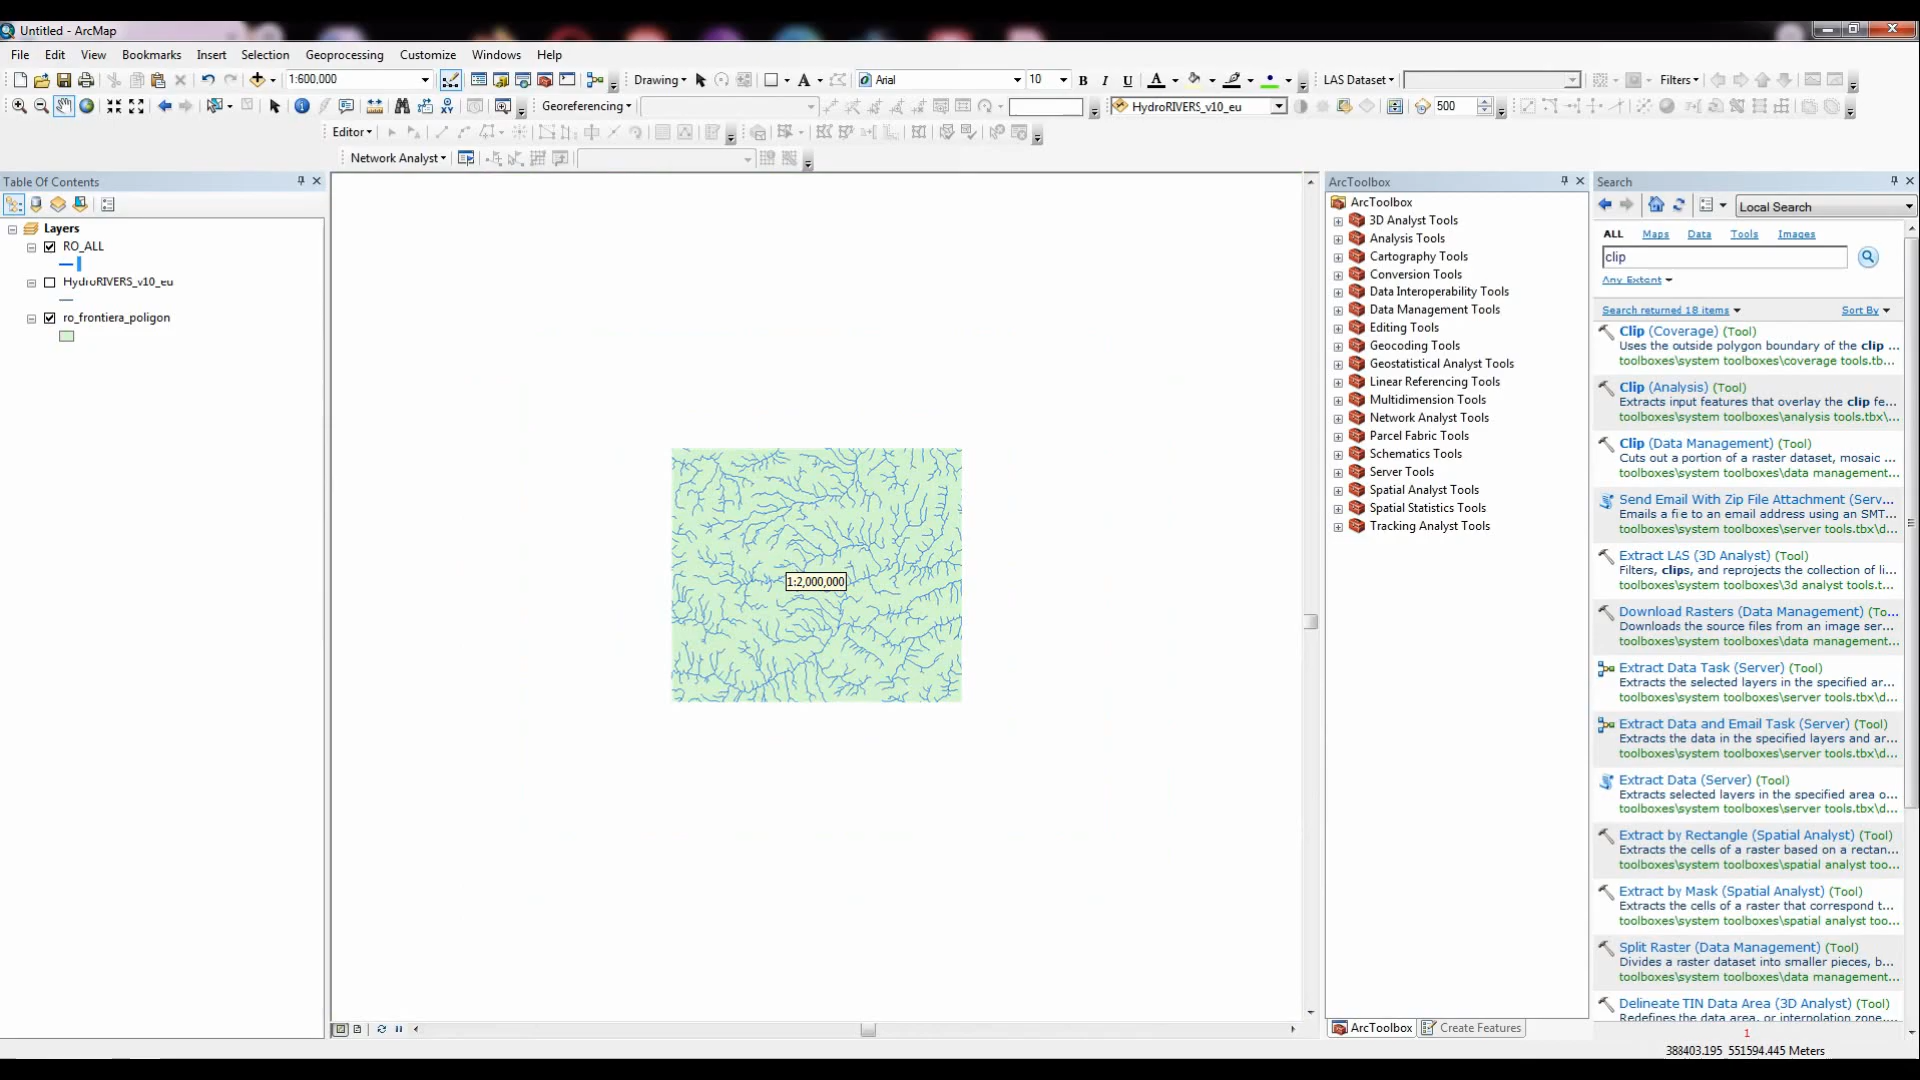 Untitled - ArcMap
File Edit View Bookmarks Insert Selection Geoprocessing Customize Windows Help
1:600,000 Drawing Arial 10 B I U A LAS Dataset Filters
Georeferencing HydroRIVERS_v10_eu 500
Editor
Network Analyst
Table Of Contents
Layers
RO_ALL
HydroRIVERS_v10_eu
ro_frontiera_poligon
1:2,000,000
ArcToolbox
ArcToolbox
3D Analyst Tools
Analysis Tools
Cartography Tools
Conversion Tools
Data Interoperability Tools
Data Management Tools
Editing Tools
Geocoding Tools
Geostatistical Analyst Tools
Linear Referencing Tools
Multidimension Tools
Network Analyst Tools
Parcel Fabric Tools
Schematics Tools
Server Tools
Spatial Analyst Tools
Spatial Statistics Tools
Tracking Analyst Tools
ArcToolbox Create Features
Search
Local Search
ALL Maps Data Tools Images
clip
Any Extent
Search returned 18 items Sort By
Clip (Coverage) (Tool)
Uses the outside polygon boundary of the clip ...
toolboxes\system toolboxes\coverage tools.tb...
Clip (Analysis) (Tool)
Extracts input features that overlay the clip fe...
toolboxes\system toolboxes\analysis tools.tbx\...
Clip (Data Management) (Tool)
Cuts out a portion of a raster dataset, mosaic ...
toolboxes\system toolboxes\data management...
Send Email With Zip File Attachment (Serv...
Emails a file to an email address using an SMT...
toolboxes\system toolboxes\server tools.tbx\d...
Extract LAS (3D Analyst) (Tool)
Filters, clips, and reprojects the collection of li...
toolboxes\system toolboxes\3d analyst tools.t...
Download Rasters (Data Management) (To...
Downloads the source files from an image ser...
toolboxes\system toolboxes\data management...
Extract Data Task (Server) (Tool)
Extracts the selected layers in the specified ar...
toolboxes\system toolboxes\server tools.tbx\d...
Extract Data and Email Task (Server) (Tool)
Extracts the data in the specified layers and ar...
toolboxes\system toolboxes\server tools.tbx\d...
Extract Data (Server) (Tool)
Extracts selected layers in the specified area o...
toolboxes\system toolboxes\server tools.tbx\d...
Extract by Rectangle (Spatial Analyst) (Tool)
Extracts the cells of a raster based on a rectan...
toolboxes\system toolboxes\spatial analyst too...
Extract by Mask (Spatial Analyst) (Tool)
Extracts the cells of a raster that correspond t...
toolboxes\system toolboxes\spatial analyst too...
Split Raster (Data Management) (Tool)
Divides a raster dataset into smaller pieces, b...
toolboxes\system toolboxes\data management...
Delineate TIN Data Area (3D Analyst) (Tool)
Redefines the data area, or interpolation zone,...
1
388403.195 551594.445 Meters